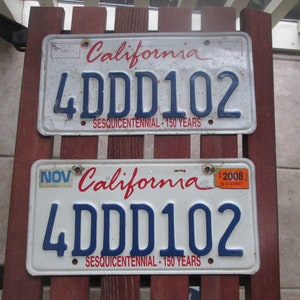 California
4DDD102
SESQUICENTENNIAL - 150 YEARS
NOV California 2008
4DDD102
SESQUICENTENNIAL - 150 YEARS